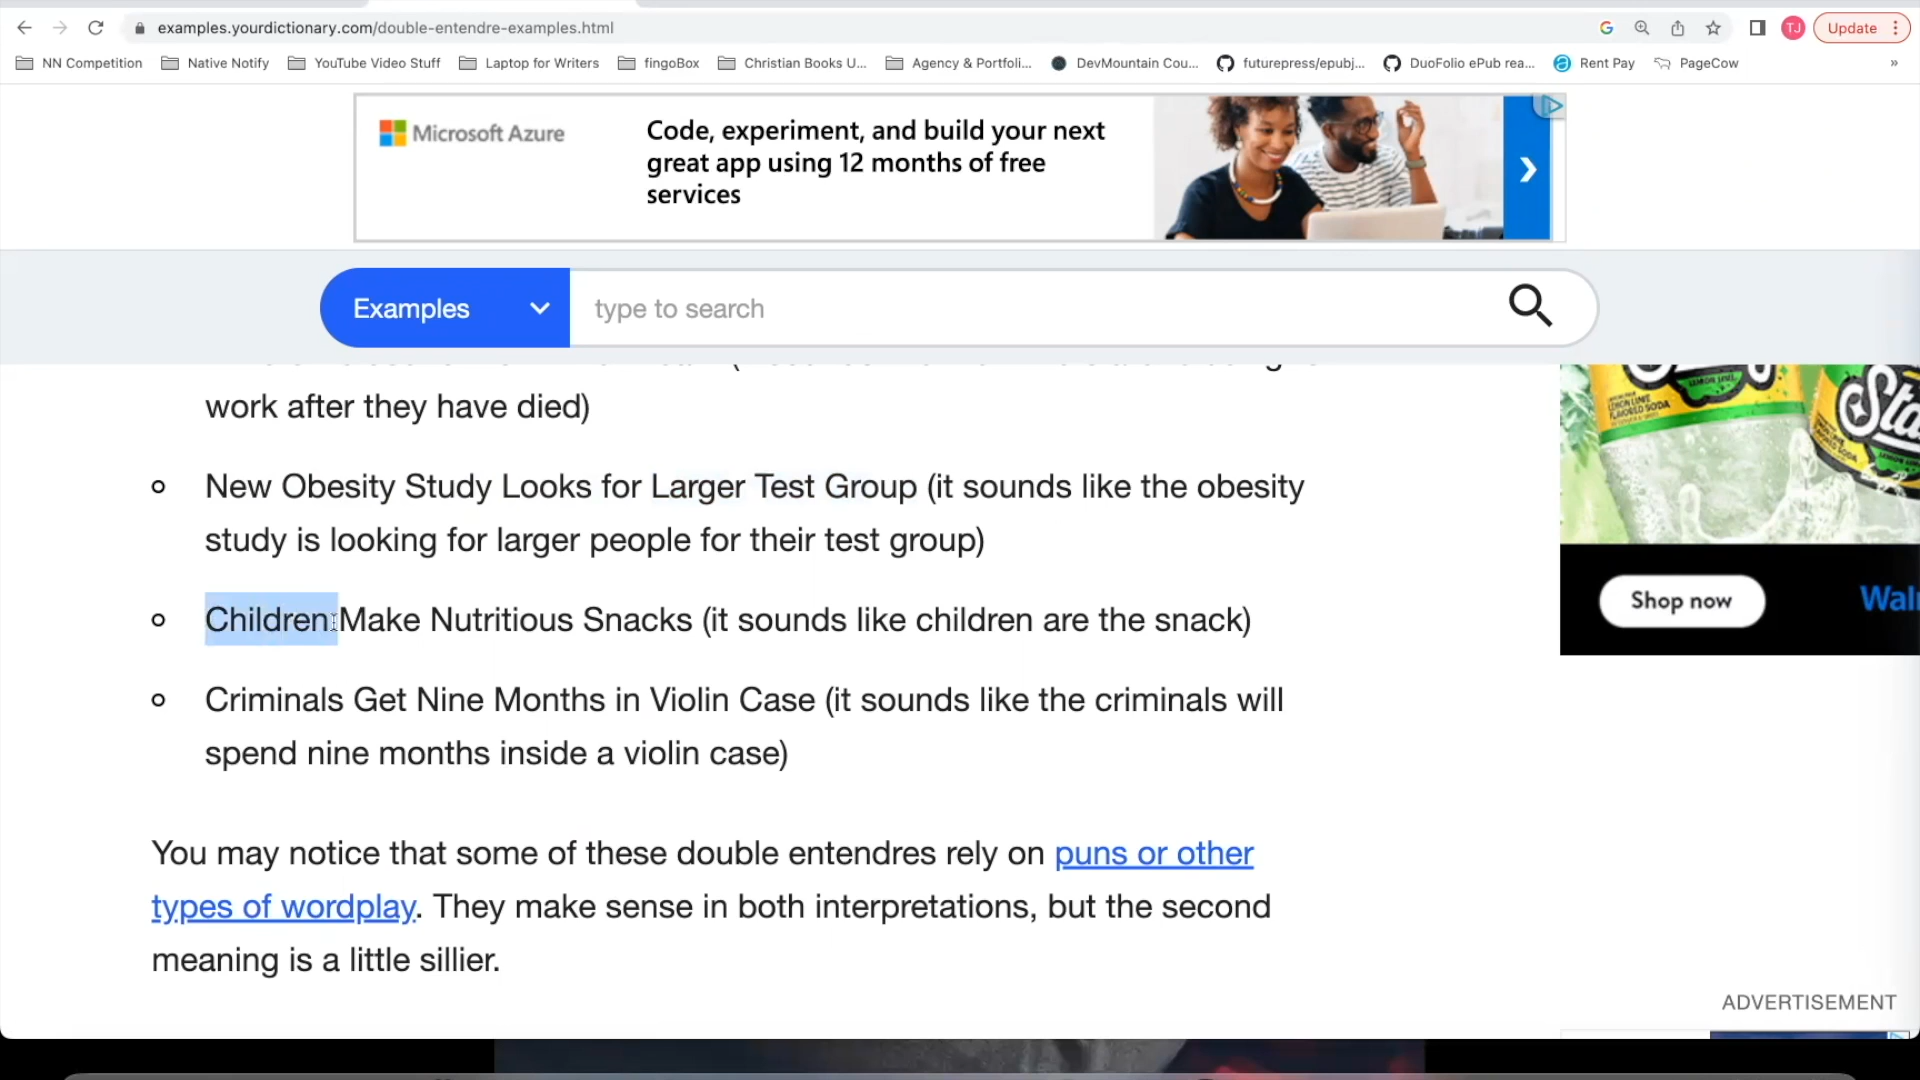 examples.yourdictionary.com/double-entendre-examples.html
TJ
Update
NN Competition
Native Notify
YouTube Video Stuff
Laptop for Writers
fingoBox
Christian Books U...
Agency & Portfoli...
DevMountain Cou...
futurepress/epubj...
DuoFolio ePub rea...
Rent Pay
PageCow
»
Microsoft Azure
Code, experiment, and build your next
great app using 12 months of free
services
Examples
type to search
work after they have died)
New Obesity Study Looks for Larger Test Group (it sounds like the obesity
study is looking for larger people for their test group)
Children Make Nutritious Snacks (it sounds like children are the snack)
Criminals Get Nine Months in Violin Case (it sounds like the criminals will
spend nine months inside a violin case)
You may notice that some of these double entendres rely on puns or other
types of wordplay. They make sense in both interpretations, but the second
meaning is a little sillier.
LEMON LIME
FLAVORED SODA
Shop now
ADVERTISEMENT